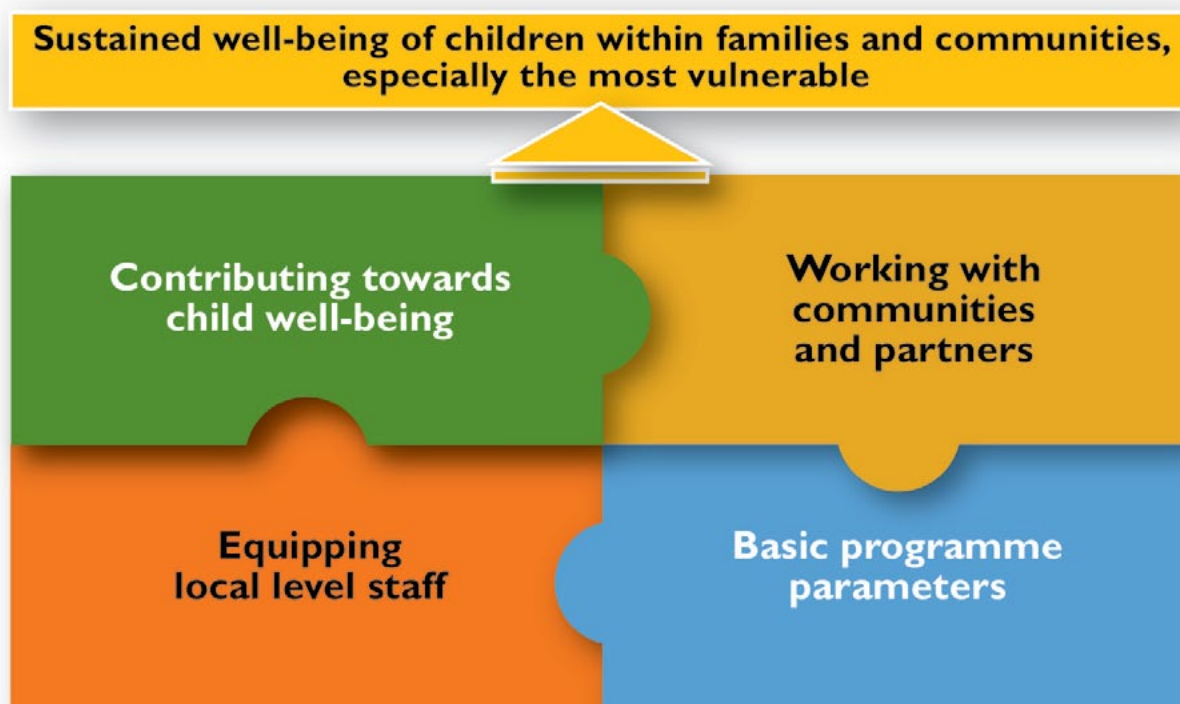 Sustained well-being of children within families and communities,
especially the most vulnerable
Contributing towards
child well-being
Working with
communities
and partners
Equipping
local level staff
Basic programme
parameters